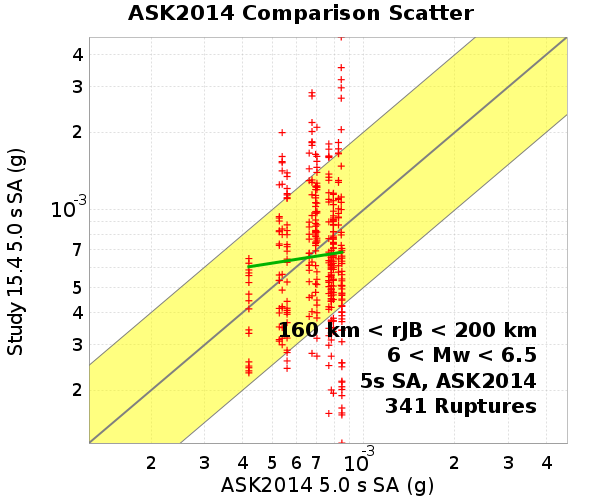 ASK2014 Comparison Scatter
Study 15.4 5.0 s SA (g)
4
3
2
10-3
7
5
4
3
2
160 km < rJB < 200 km
6 < Mw < 6.5
5s SA, ASK2014
341 Ruptures
2 3 4 5 6 7 10-3 2 3 4
ASK2014 5.0 s SA (g)